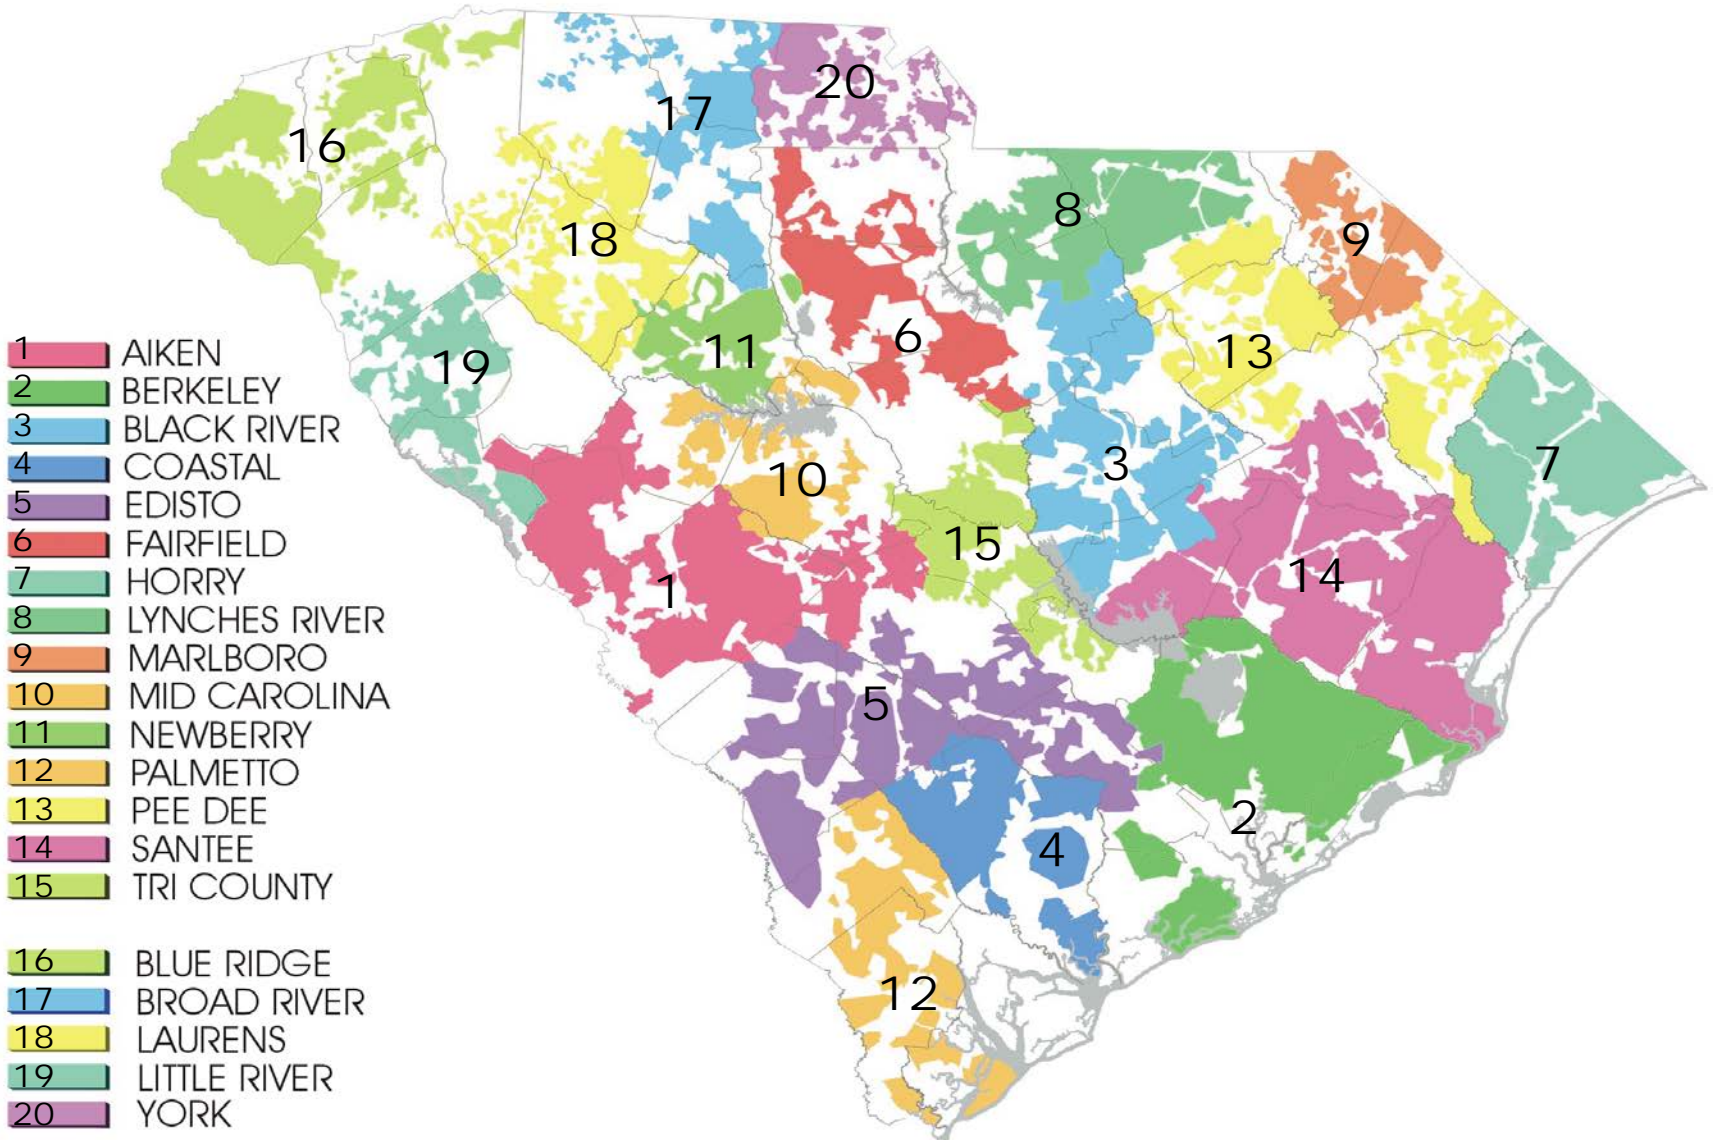 1 AIKEN
2 BERKELEY
3 BLACK RIVER
4 COASTAL
5 EDISTO
6 FAIRFIELD
7 HORRY
8 LYNCHES RIVER
9 MARLBORO
10 MID CAROLINA
11 NEWBERRY
12 PALMETTO
13 PEE DEE
14 SANTEE
15 TRI COUNTY
16 BLUE RIDGE
17 BROAD RIVER
18 LAURENS
19 LITTLE RIVER
20 YORK
20
17
16
8
18
9
6
11
13
19
3
7
10
15
14
1
5
2
4
12